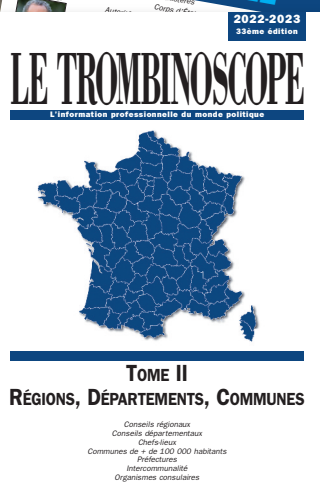 Corps d'É
2022-2023
33ème édition
LE TROMBINOSCOPE
L'information professionnelle du monde politique
TOME II
RÉGIONS, DÉPARTEMENTS, COMMUNES
Conseils régionaux
Conseils départementaux
Chefs-lieux
Communes de + de 100 000 habitants
Préfectures
Intercommunalité
Organismes consulaires